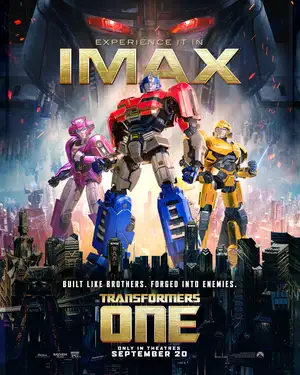 EXPERIENCE IT IN
IMAX
BUILT LIKE BROTHERS. FORGED INTO ENEMIES.
TRANSFORMERS
ONE
ONLY IN THEATRES
SEPTEMBER 20